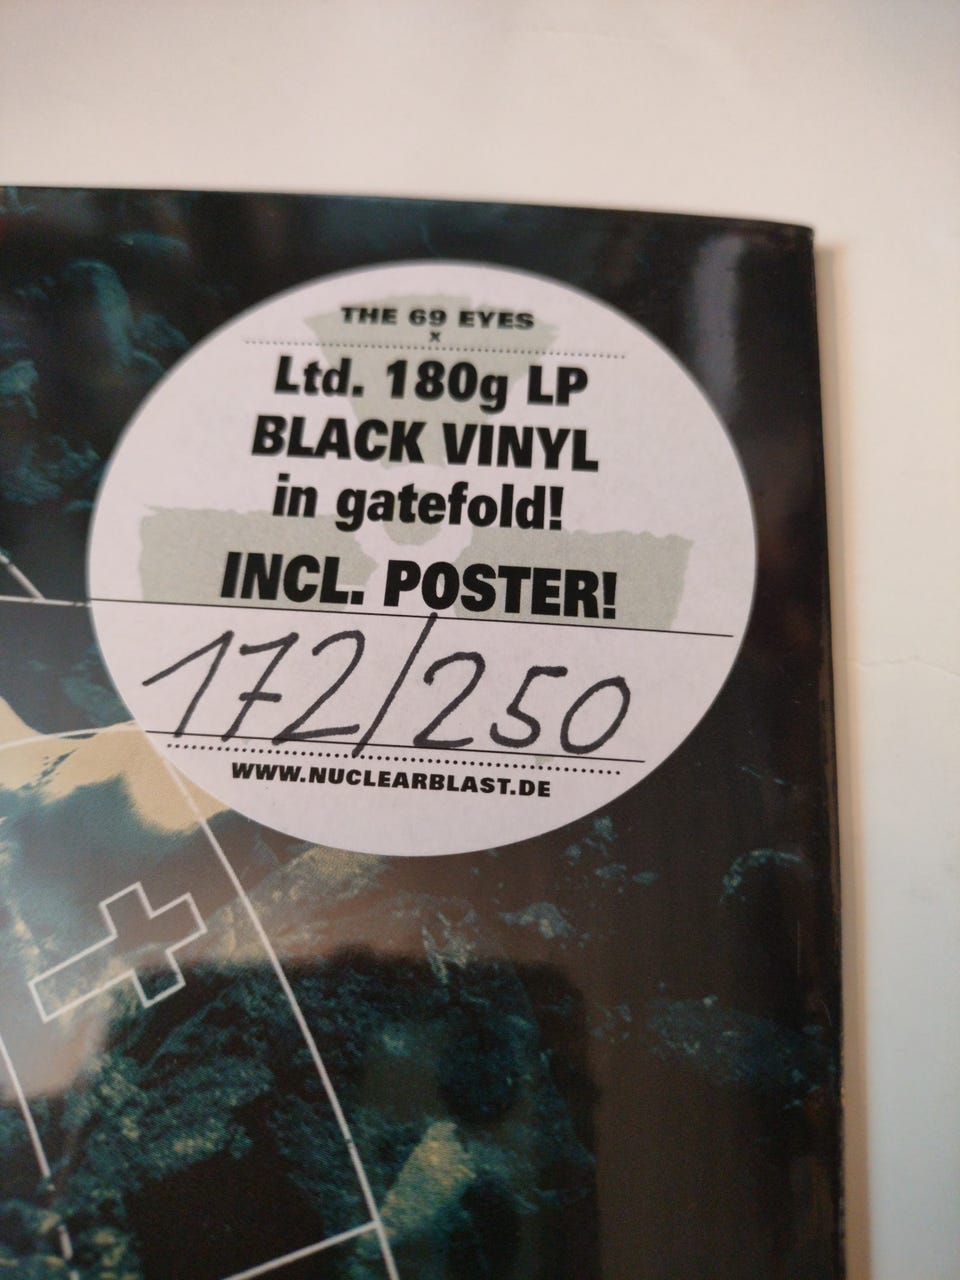 THE 69 EYES
X
Ltd. 180g LP
BLACK VINYL
in gatefold!
INCL. POSTER!
172/250
WWW.NUCLEARBLAST.DE